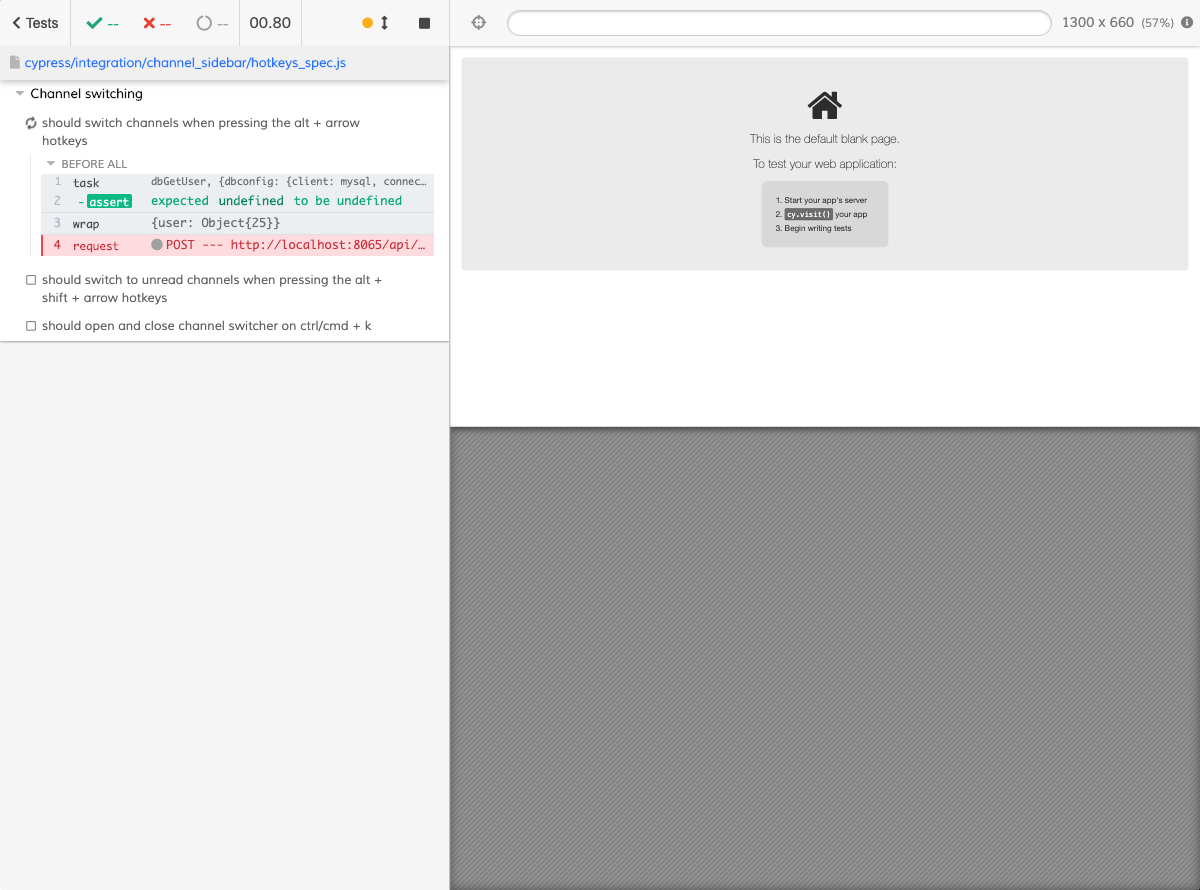 Tests
--
--
--
00.80
1300 x 660 (57%)
cypress/integration/channel_sidebar/hotkeys_spec.js
Channel switching
should switch channels when pressing the alt + arrow
hotkeys
BEFORE ALL
1 task dbGetUser, {dbconfig: {client: mysql, connec…
2 -assert expected undefined to be undefined
3 wrap {user: Object{25}}
4 request POST --- http://localhost:8065/api/…
should switch to unread channels when pressing the alt +
shift + arrow hotkeys
should open and close channel switcher on ctrl/cmd + k
This is the default blank page.
To test your web application:
1. Start your app's server
2. cy.visit() your app
3. Begin writing tests